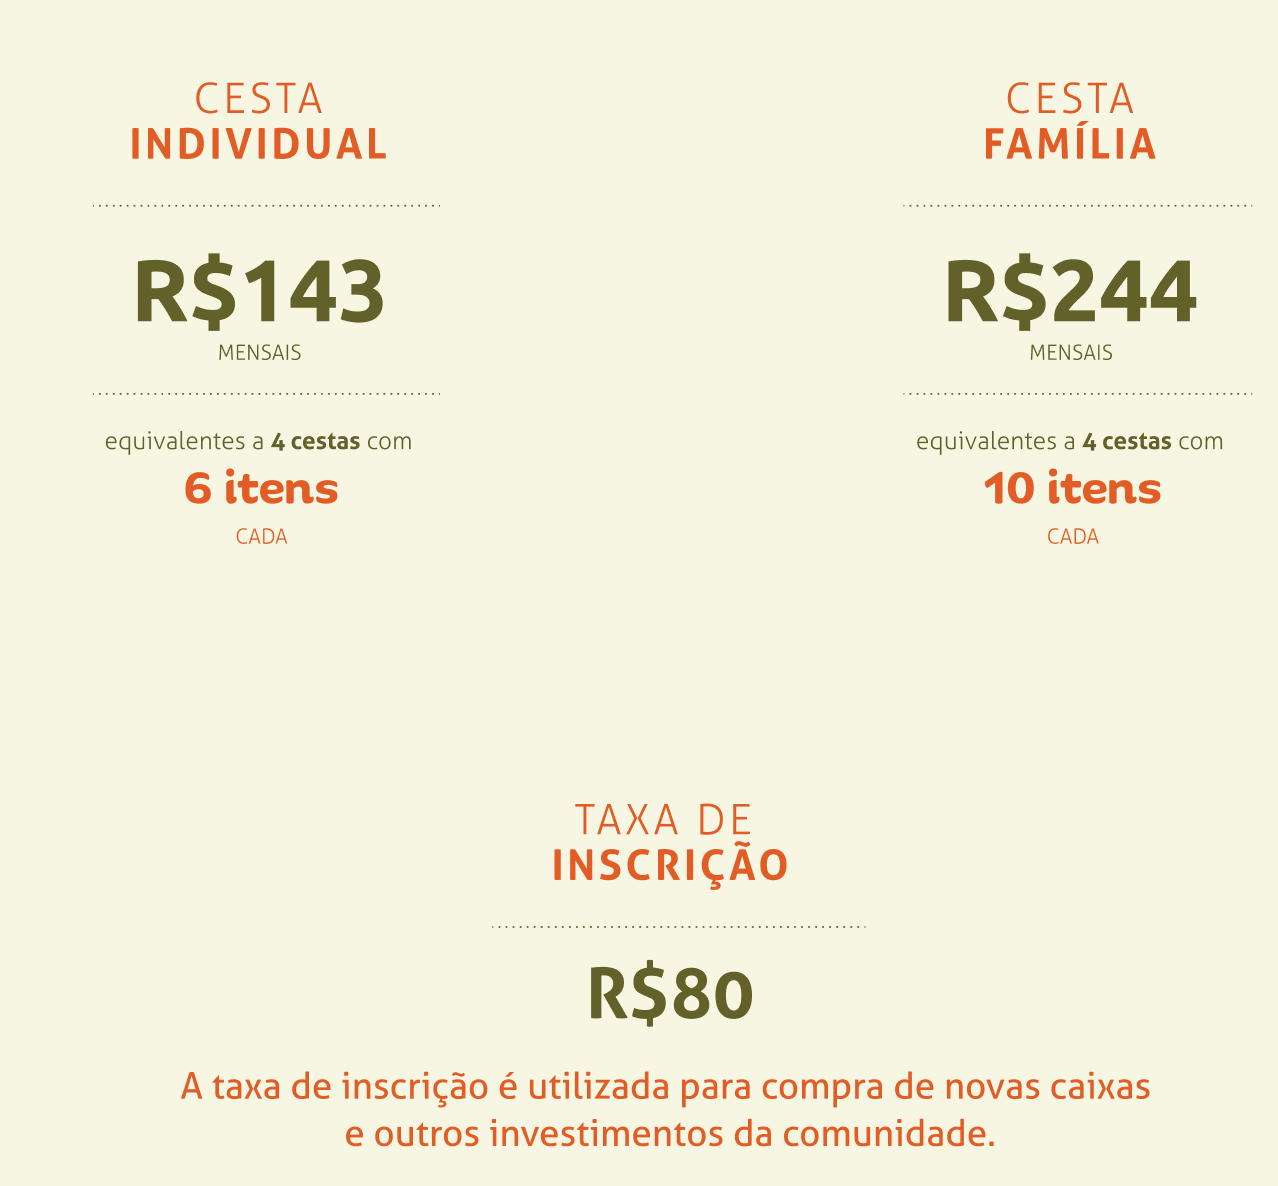 CESTA
INDIVIDUAL
R$143
MENSAIS
equivalentes a 4 cestas com
6 itens
CADA
CESTA
FAMÍLIA
R$244
MENSAIS
equivalentes a 4 cestas com
10 itens
CADA
TAXA DE
INSCRIÇÃO
R$80
A taxa de inscrição é utilizada para compra de novas caixas
e outros investimentos da comunidade.